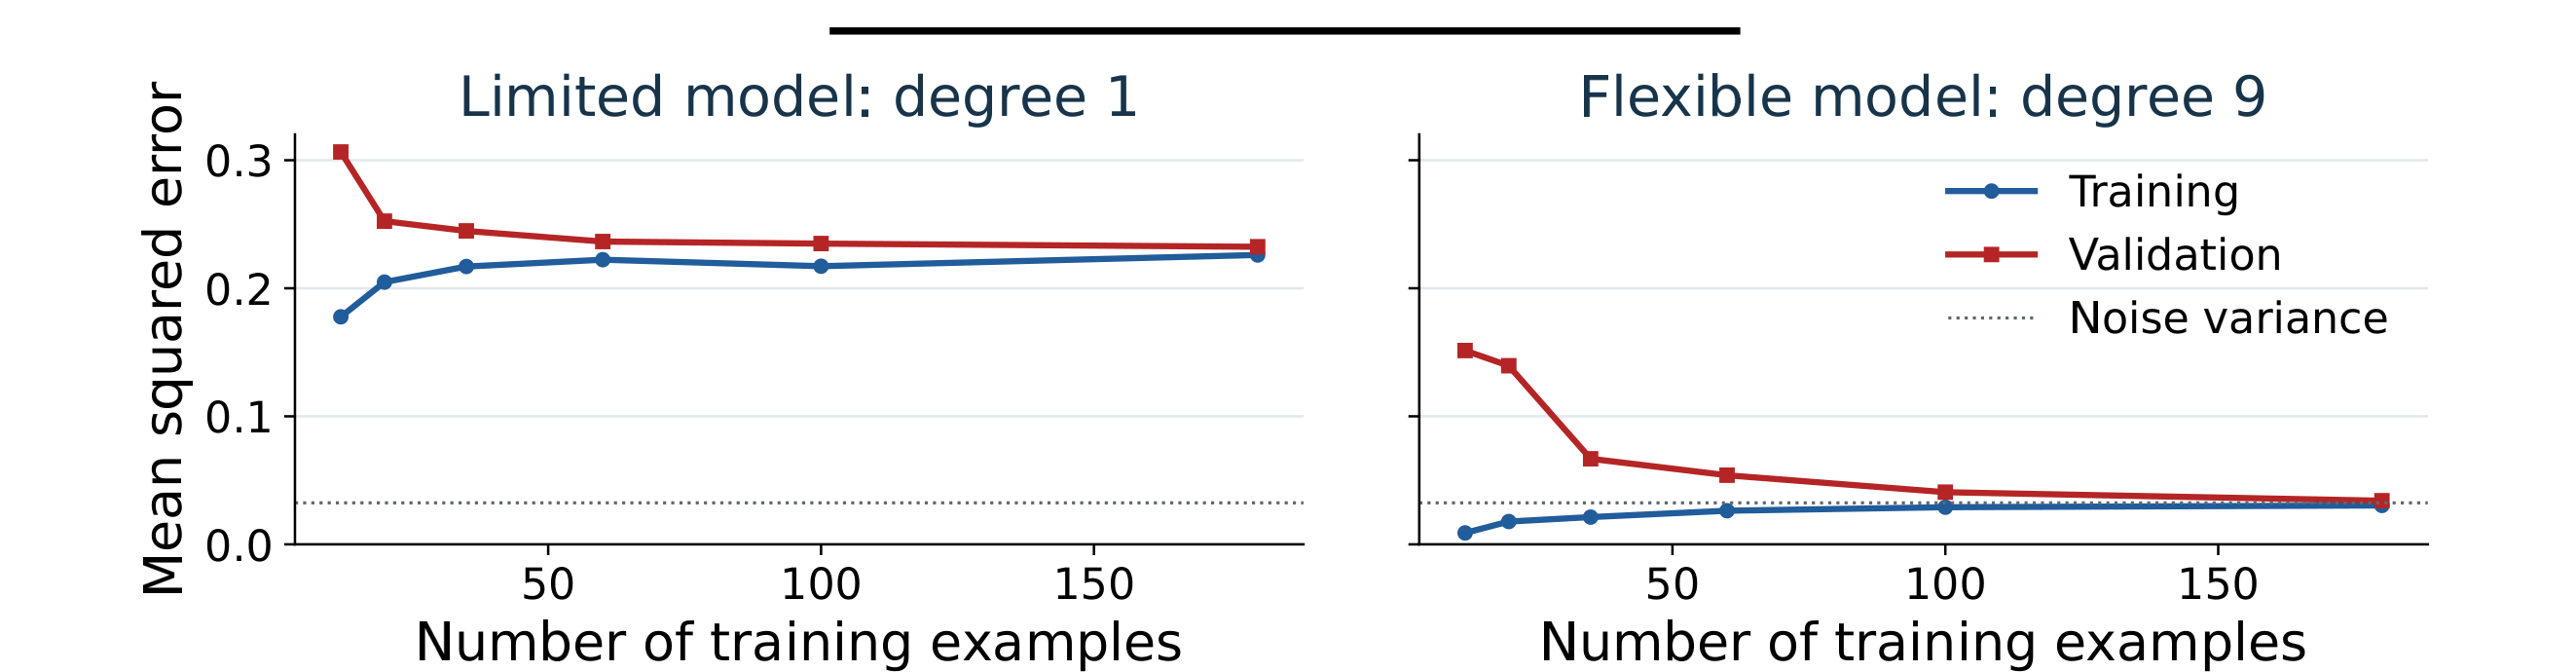 Limited model: degree 1
Flexible model: degree 9
Mean squared error
0.3
0.2
0.1
0.0
50 100 150
Number of training examples
Training
Validation
Noise variance
50 100 150
Number of training examples